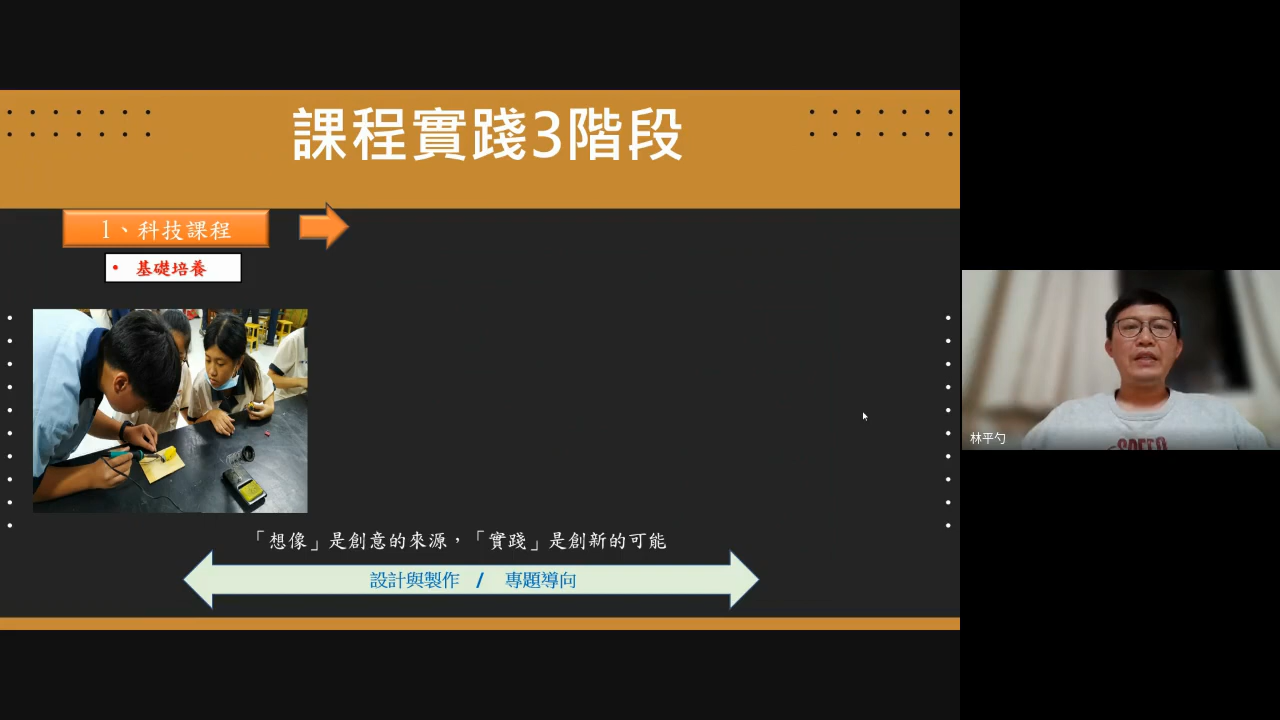 課程實踐3階段
1、科技課程
• 基礎培養
「想像」是創意的來源，「實踐」是創新的可能
設計與製作 / 專題導向
林平勺
SPEED